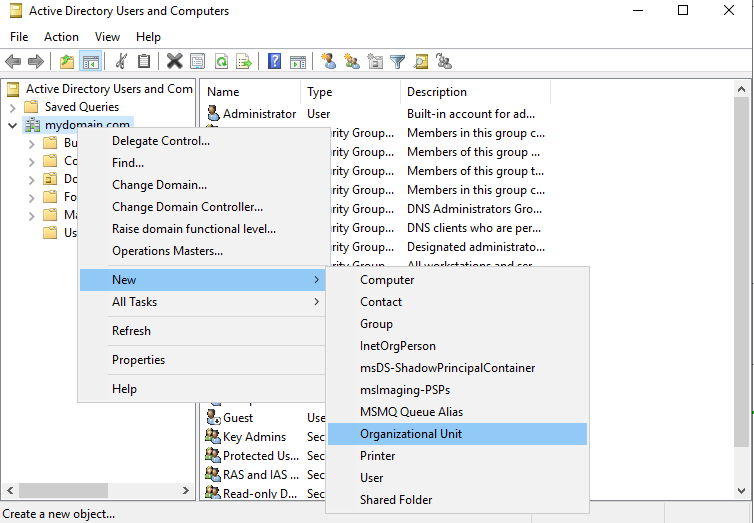 Active Directory Users and Computers
File Action View Help
Active Directory Users and Com
Saved Queries
mydomain.com
Bu
Co
Do
Fo
Ma
Us
Name Type Description
Administrator User Built-in account for ad...
rity Group... Members in this group c...
rity Group... Members of this group ...
rity Group... Members of this group t...
rity Group... Members in this group c...
rity Group... DNS Administrators Gro...
rity Group... DNS clients who are per...
rity Group... Designated administrato...
rity Group... All workstations and ser...
Delegate Control...
Find...
Change Domain...
Change Domain Controller...
Raise domain functional level...
Operations Masters...
New
All Tasks
Refresh
Properties
Help
Computer
Contact
Group
InetOrgPerson
msDS-ShadowPrincipalContainer
msImaging-PSPs
MSMQ Queue Alias
Organizational Unit
Printer
User
Shared Folder
Guest Use
Key Admins Sec
Protected Us... Sec
RAS and IAS ... Sec
Read-only D... Sec
Create a new object...